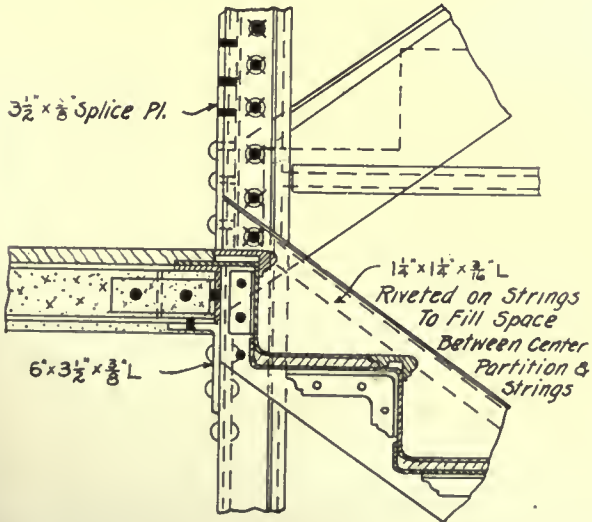 3½" × ⅜" Splice Pl.
1¼" × 1¼" × 3/16" L
Riveted on Strings
To Fill Space
Between Center
Partition &
Strings
6" × 3½" × ⅜" L